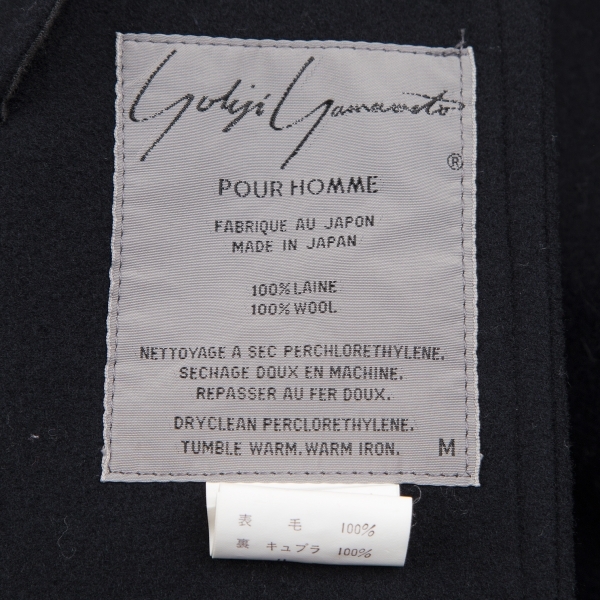 Yohji Yamamoto
®
POUR HOMME
FABRIQUE AU JAPON
MADE IN JAPAN
100% LAINE
100% WOOL
NETTOYAGE A SEC PERCHLORETHYLENE.
SECHAGE DOUX EN MACHINE.
REPASSER AU FER DOUX.
DRYCLEAN PERCLORETHYLENE.
TUMBLE WARM. WARM IRON. M
表 毛 100%
裏 キュプラ 100%